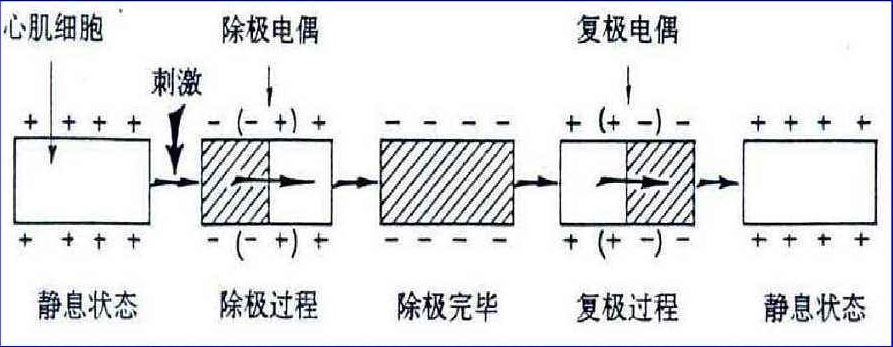 心肌细胞 除极电偶 复极电偶
刺激
+ + + + - (- +) + - - - - + (+ -) - + + + +
+ + + + - (- +) + - - - - + (+ -) - + + + +
静息状态 除极过程 除极完毕 复极过程 静息状态